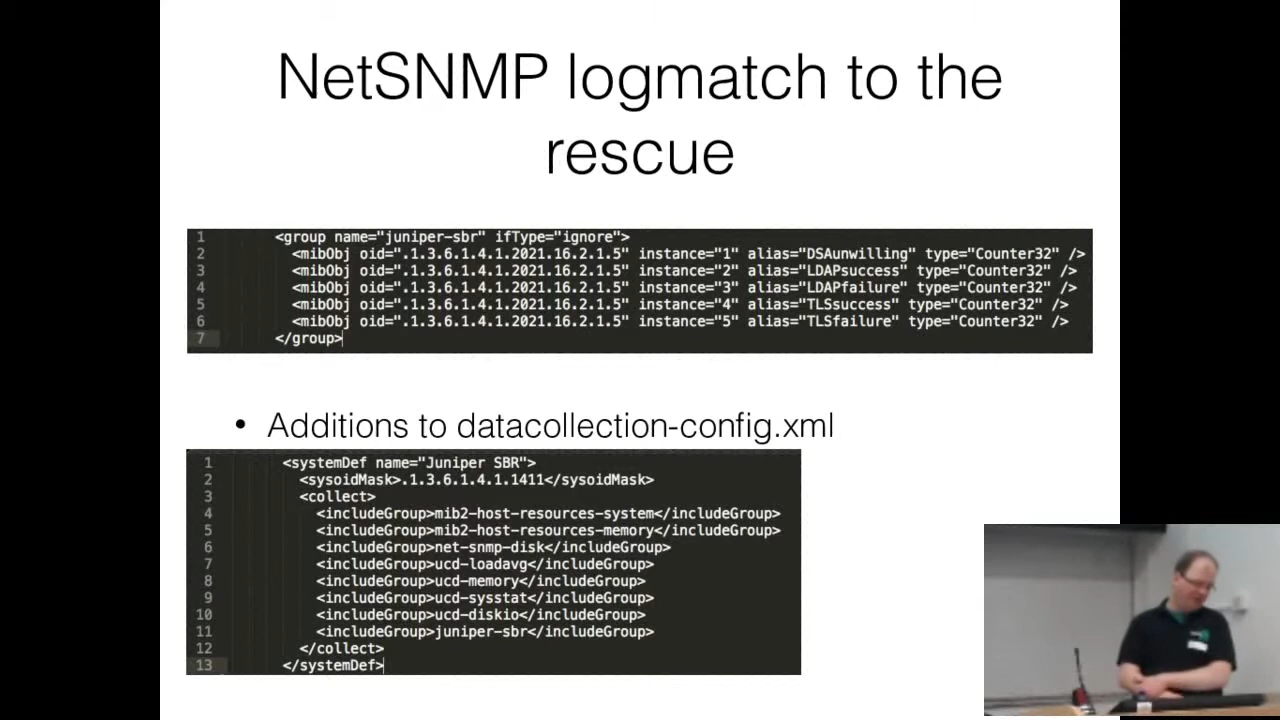 NetSNMP logmatch to the
rescue
1 <group name="juniper-sbr" ifType="ignore">
2 <mibObj oid=".1.3.6.1.4.1.2021.16.2.1.5" instance="1" alias="DSAunwilling" type="Counter32" />
3 <mibObj oid=".1.3.6.1.4.1.2021.16.2.1.5" instance="2" alias="LDAPsuccess" type="Counter32" />
4 <mibObj oid=".1.3.6.1.4.1.2021.16.2.1.5" instance="3" alias="LDAPfailure" type="Counter32" />
5 <mibObj oid=".1.3.6.1.4.1.2021.16.2.1.5" instance="4" alias="TLSsuccess" type="Counter32" />
6 <mibObj oid=".1.3.6.1.4.1.2021.16.2.1.5" instance="5" alias="TLSfailure" type="Counter32" />
7 </group>
• Additions to datacollection-config.xml
1 <systemDef name="Juniper SBR">
2 <sysoidMask>.1.3.6.1.4.1.1411</sysoidMask>
3 <collect>
4 <includeGroup>mib2-host-resources-system</includeGroup>
5 <includeGroup>mib2-host-resources-memory</includeGroup>
6 <includeGroup>net-snmp-disk</includeGroup>
7 <includeGroup>ucd-loadavg</includeGroup>
8 <includeGroup>ucd-memory</includeGroup>
9 <includeGroup>ucd-sysstat</includeGroup>
10 <includeGroup>ucd-diskio</includeGroup>
11 <includeGroup>juniper-sbr</includeGroup>
12 </collect>
13 </systemDef>